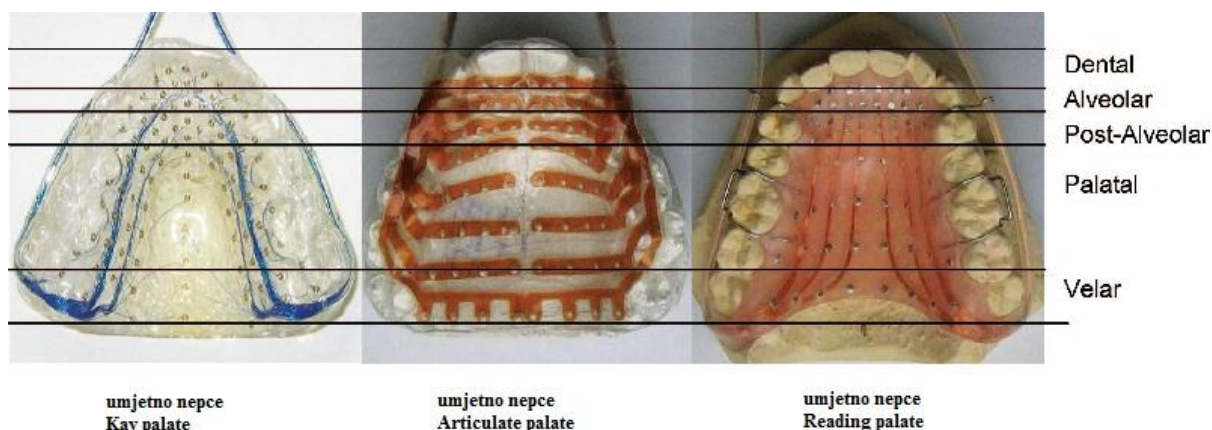 Dental
Alveolar
Post-Alveolar
Palatal
Velar
umjetno nepce
Kay palate
umjetno nepce
Articulate palate
umjetno nepce
Reading palate